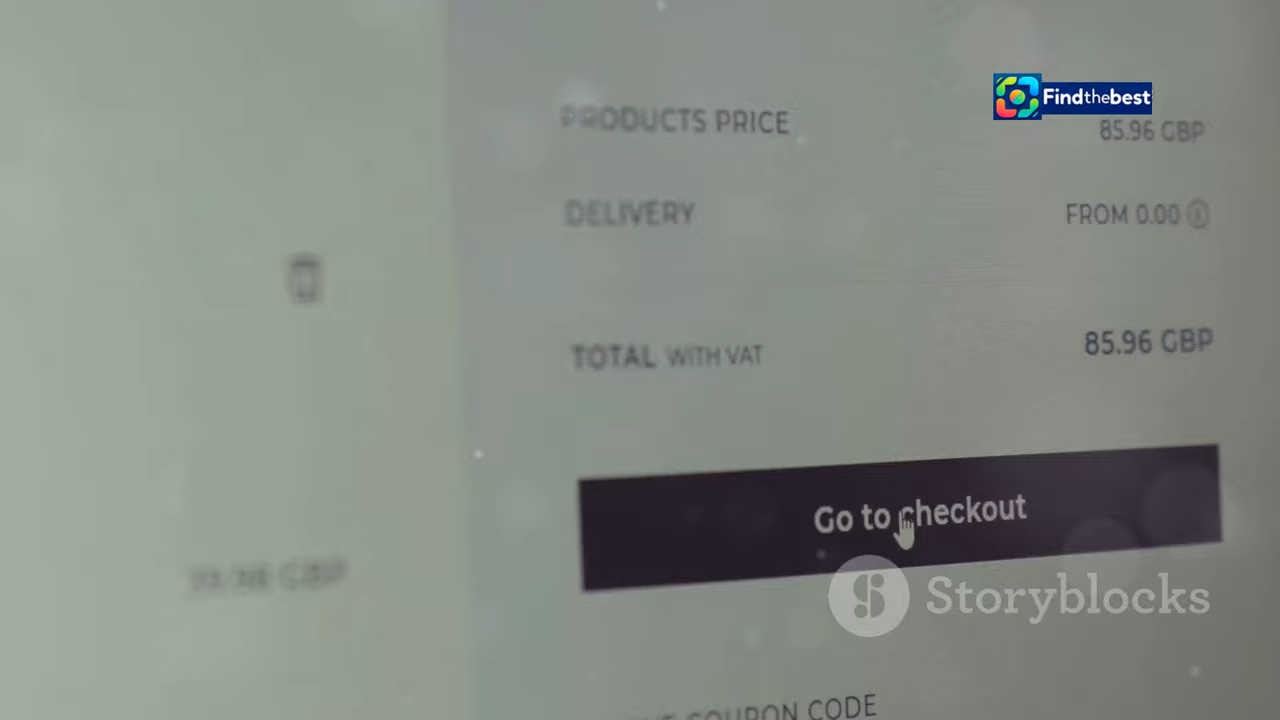 Findthebest
PRODUCTS PRICE
85.96 GBP
DELIVERY
FROM 0.00
TOTAL WITH VAT
85.96 GBP
Go to checkout
Storyblocks
COUPON CODE